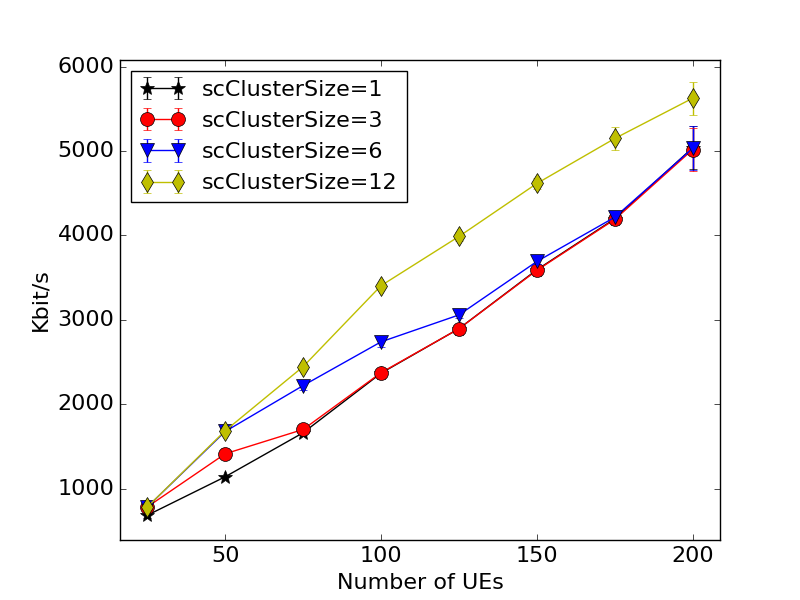 6000
5000
4000
3000
2000
1000
Kbit/s
scClusterSize=1
scClusterSize=3
scClusterSize=6
scClusterSize=12
50 100 150 200
Number of UEs